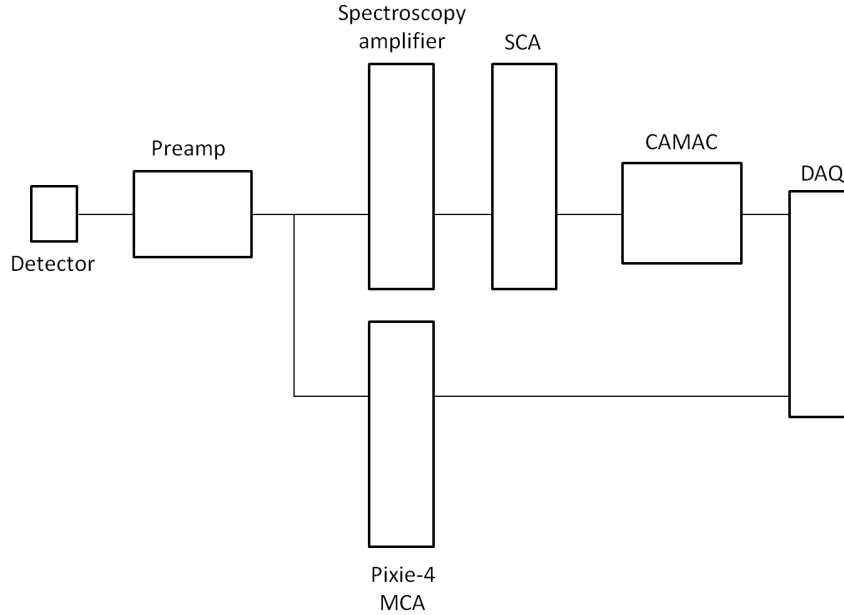 Spectroscopy
amplifier
SCA
Preamp
CAMAC
DAQ
Detector
Pixie-4
MCA